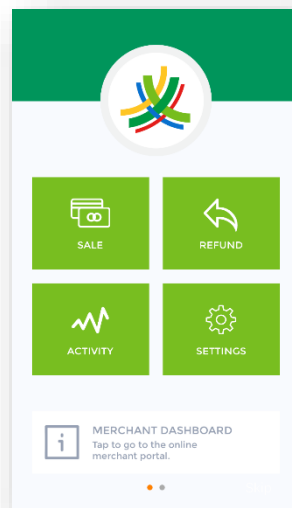 SALE
REFUND
ACTIVITY
SETTINGS
MERCHANT DASHBOARD
Tap to go to the online
merchant portal.